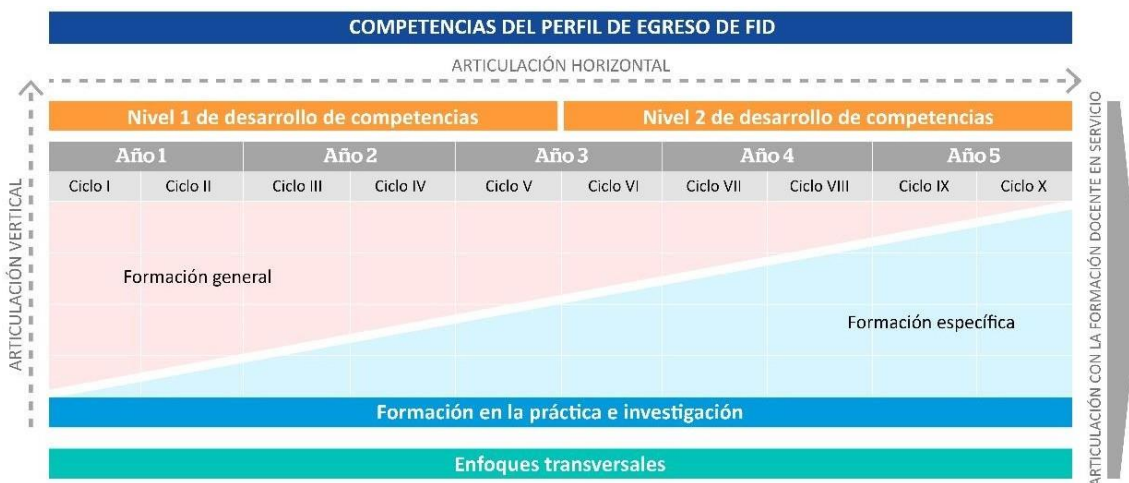 COMPETENCIAS DEL PERFIL DE EGRESO DE FID
ARTICULACIÓN HORIZONTAL
Nivel 1 de desarrollo de competencias
Nivel 2 de desarrollo de competencias
Año 1
Año 2
Año 3
Año 4
Año 5
Ciclo I
Ciclo II
Ciclo III
Ciclo IV
Ciclo V
Ciclo VI
Ciclo VII
Ciclo VIII
Ciclo IX
Ciclo X
ARTICULACIÓN VERTICAL
Formación general
Formación específica
Formación en la práctica e investigación
Enfoques transversales
ARTICULACIÓN CON LA FORMACIÓN DOCENTE EN SERVICIO